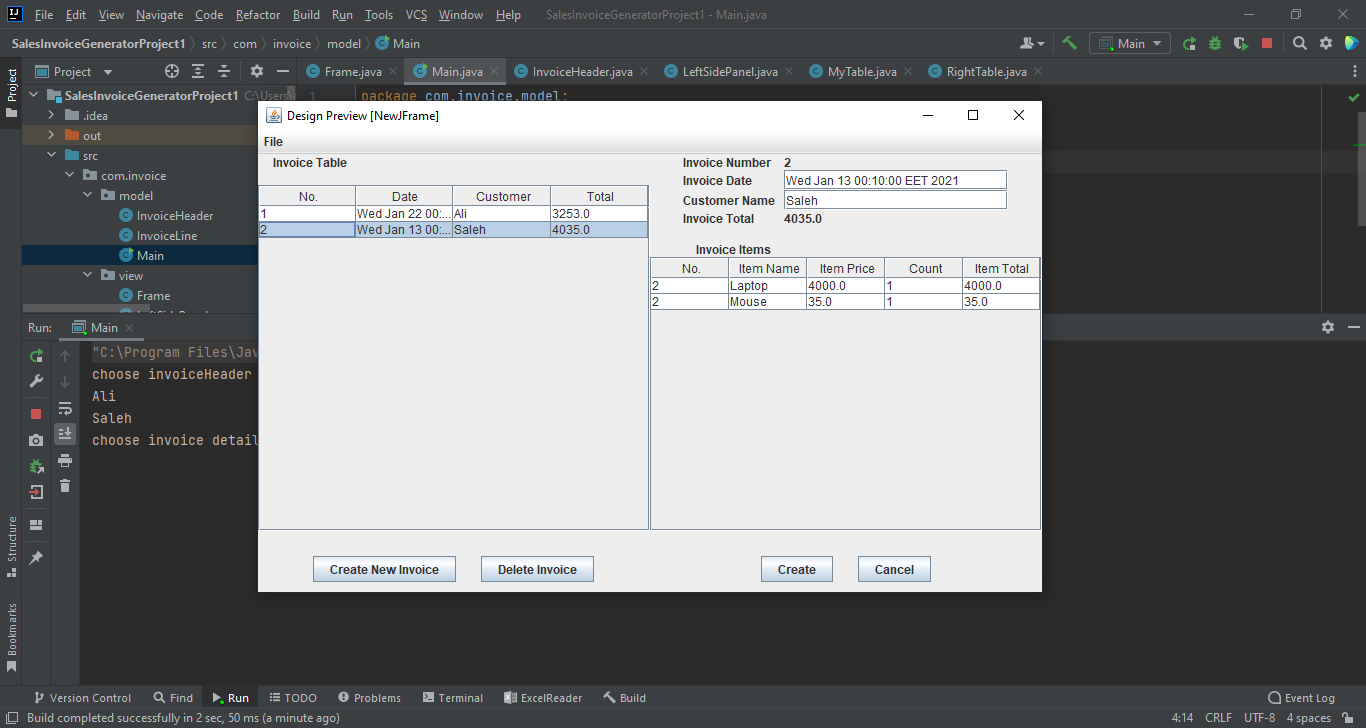 File Edit View Navigate Code Refactor Build Run Tools VCS Window Help SalesInvoiceGeneratorProject1 - Main.java
SalesInvoiceGeneratorProject1 src com invoice model Main
Main
Project
Project
Frame.java Main.java InvoiceHeader.java LeftSidePanel.java MyTable.java RightTable.java
SalesInvoiceGeneratorProject1 C:\Users\
1 package com.invoice.model;
.idea
out
src
com.invoice
model
InvoiceHeader
InvoiceLine
Main
view
Frame
Design Preview [NewJFrame]
File
Invoice Table
No. Date Customer Total
1 Wed Jan 22 00:... Ali 3253.0
2 Wed Jan 13 00:... Saleh 4035.0
Invoice Number 2
Invoice Date Wed Jan 13 00:10:00 EET 2021
Customer Name Saleh
Invoice Total 4035.0
Invoice Items
No. Item Name Item Price Count Item Total
2 Laptop 4000.0 1 4000.0
2 Mouse 35.0 1 35.0
Create New Invoice Delete Invoice Create Cancel
Run: Main
"C:\Program Files\Jav
choose invoiceHeader
Ali
Saleh
choose invoice detail
Structure
Bookmarks
Version Control Find Run TODO Problems Terminal ExcelReader Build Event Log
Build completed successfully in 2 sec, 50 ms (a minute ago) 4:14 CRLF UTF-8 4 spaces